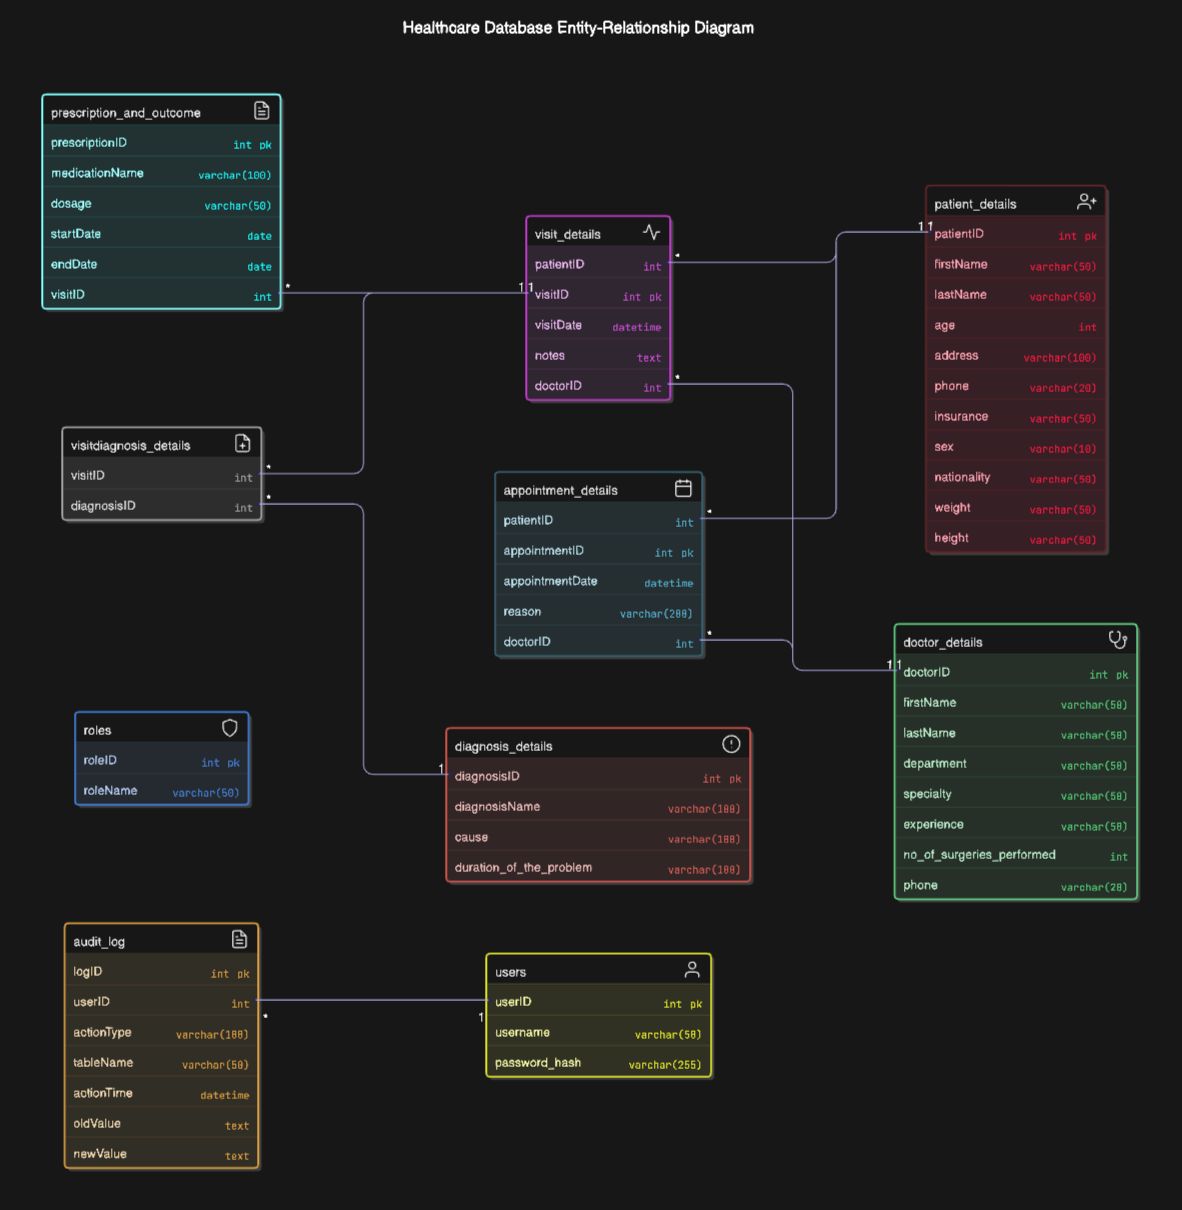 Healthcare Database Entity-Relationship Diagram
prescription_and_outcome
prescriptionID int pk
medicationName varchar(100)
dosage varchar(50)
startDate date
endDate date
visitID int
*
visit_details
patientID int
*
1 1
visitID int pk
visitDate datetime
notes text
doctorID int
*
patient_details
1 1
patientID int pk
firstName varchar(50)
lastName varchar(50)
age int
address varchar(100)
phone varchar(20)
insurance varchar(50)
sex varchar(10)
nationality varchar(50)
weight varchar(50)
height varchar(50)
visitdiagnosis_details
visitID int
*
diagnosisID int
*
appointment_details
patientID int
*
appointmentID int pk
appointmentDate datetime
reason varchar(200)
doctorID int
*
doctor_details
1 1
doctorID int pk
firstName varchar(50)
lastName varchar(50)
department varchar(50)
specialty varchar(50)
experience varchar(50)
no_of_surgeries_performed int
phone varchar(20)
roles
roleID int pk
roleName varchar(50)
diagnosis_details
1
diagnosisID int pk
diagnosisName varchar(100)
cause varchar(100)
duration_of_the_problem varchar(100)
audit_log
logID int pk
userID int
*
actionType varchar(100)
tableName varchar(50)
actionTime datetime
oldValue text
newValue text
users
userID int pk
1
username varchar(50)
password_hash varchar(255)